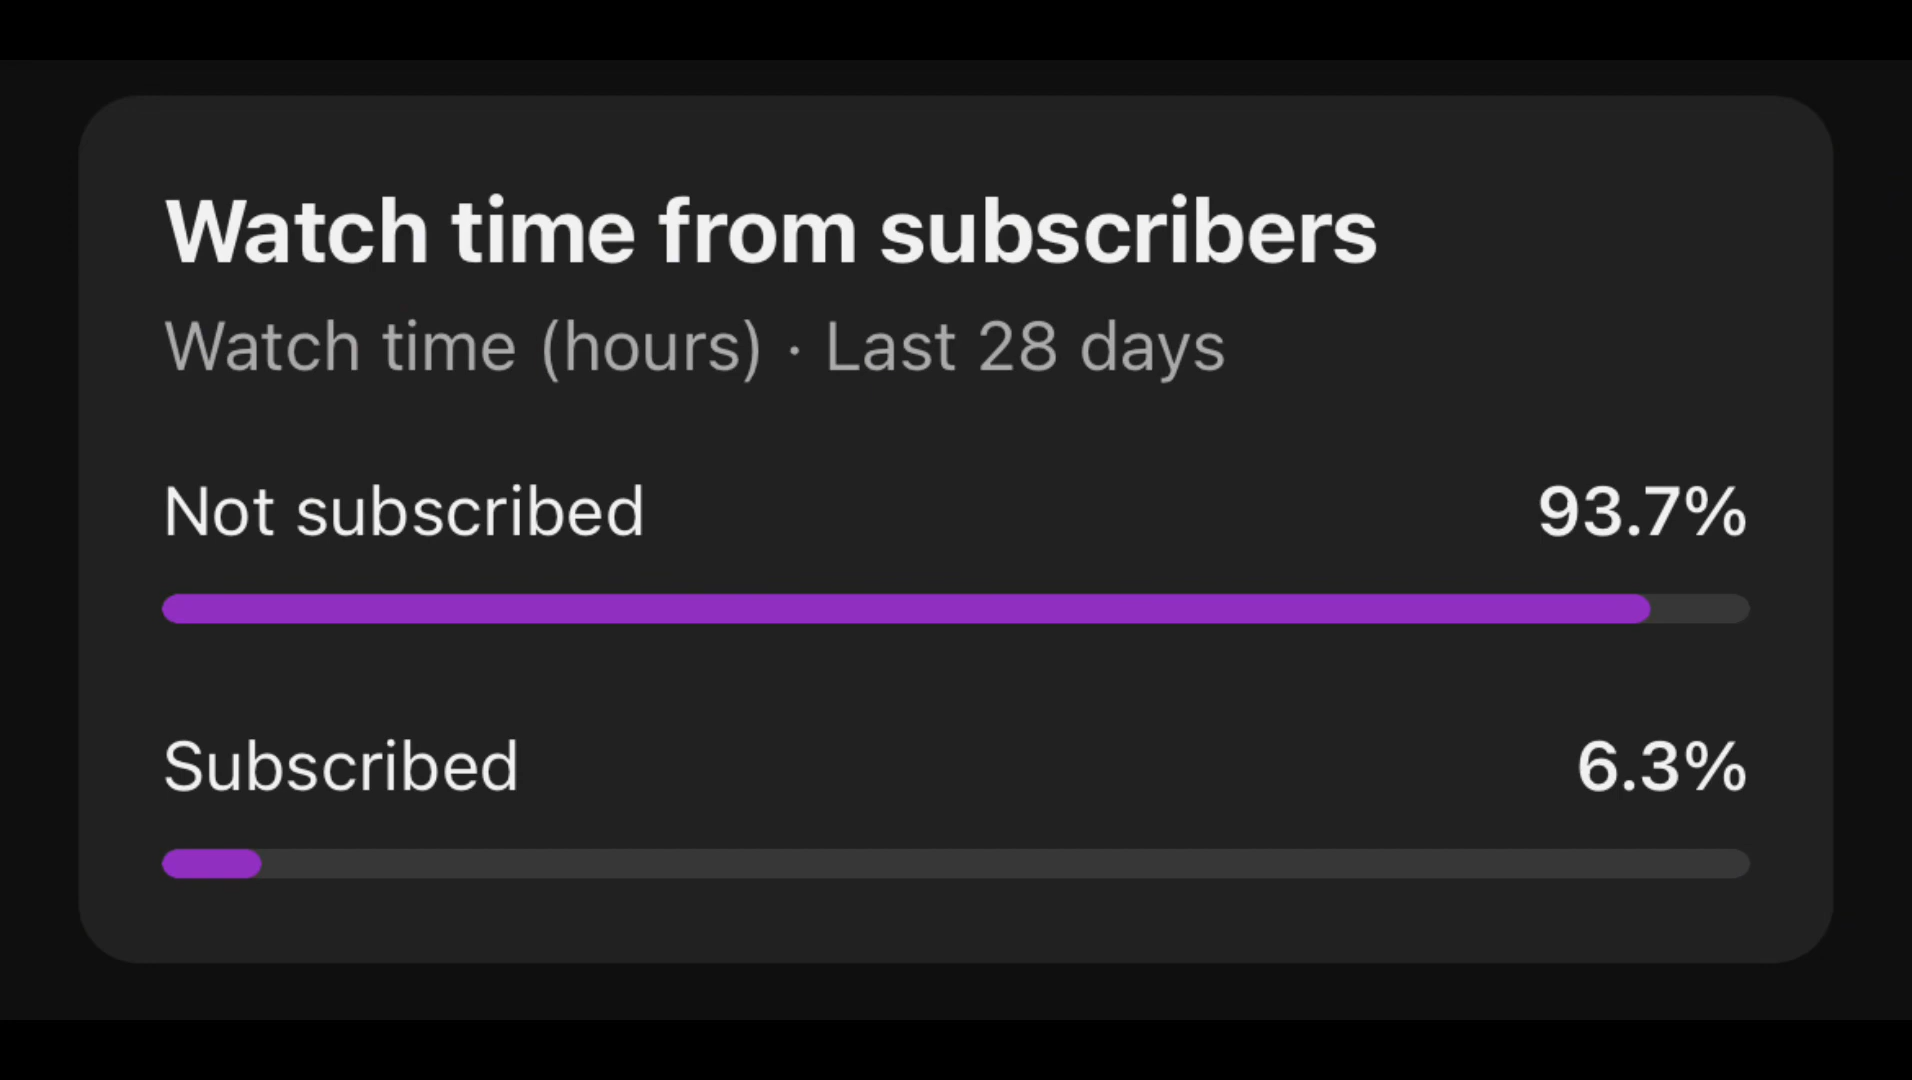 Watch time from subscribers
Watch time (hours) · Last 28 days
Not subscribed 93.7%
Subscribed 6.3%